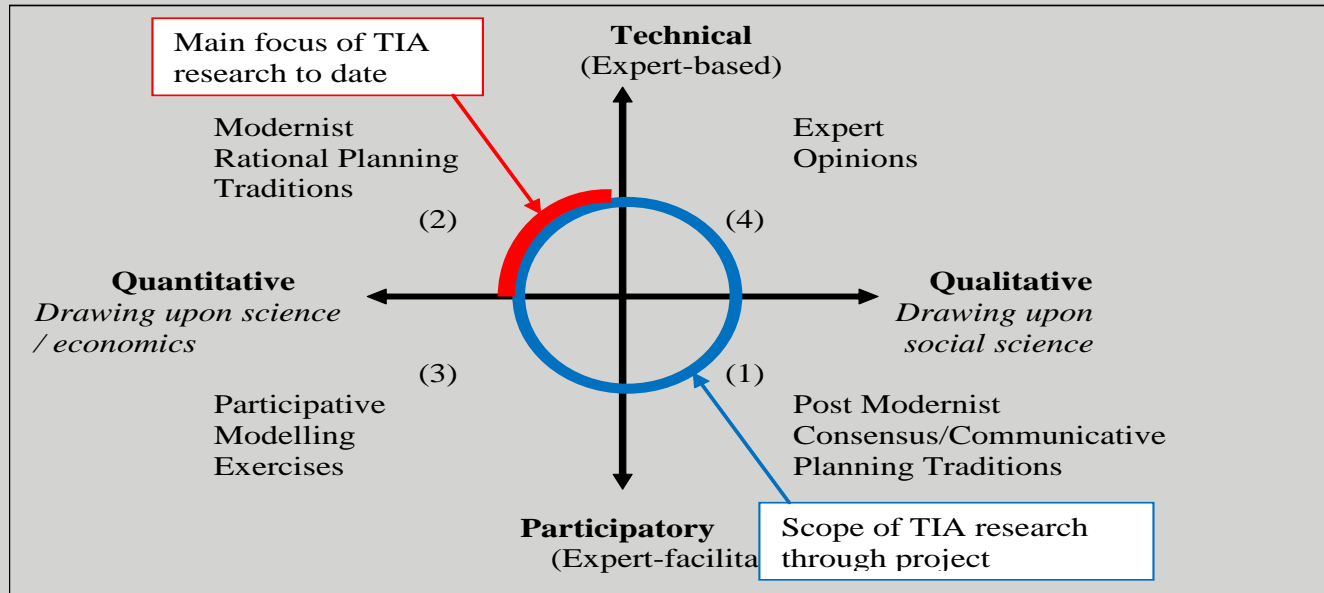 Main focus of TIA
research to date
Technical
(Expert-based)
Modernist
Rational Planning
Traditions
Expert
Opinions
(2)
(4)
Quantitative
Drawing upon science
/ economics
Qualitative
Drawing upon
social science
(3)
(1)
Participative
Modelling
Exercises
Post Modernist
Consensus/Communicative
Planning Traditions
Participatory
(Expert-facilita
Scope of TIA research
through project